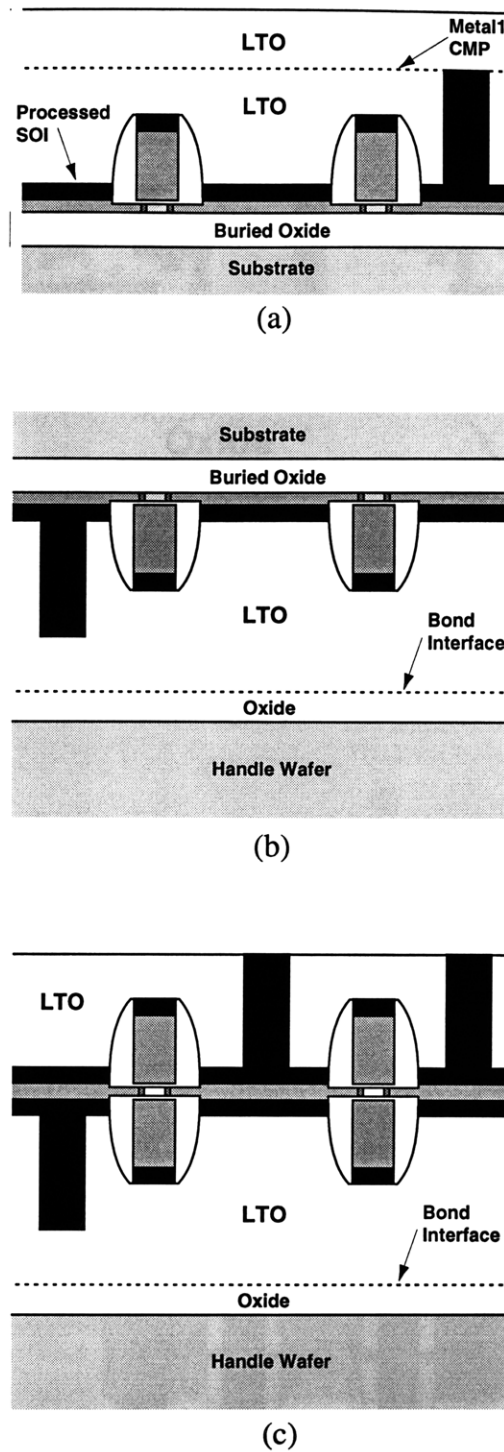 LTO
Metal1
CMP
LTO
Processed
SOI
Buried Oxide
Substrate
(a)
Substrate
Buried Oxide
LTO
Bond
Interface
Oxide
Handle Wafer
(b)
LTO
LTO
Bond
Interface
Oxide
Handle Wafer
(c)